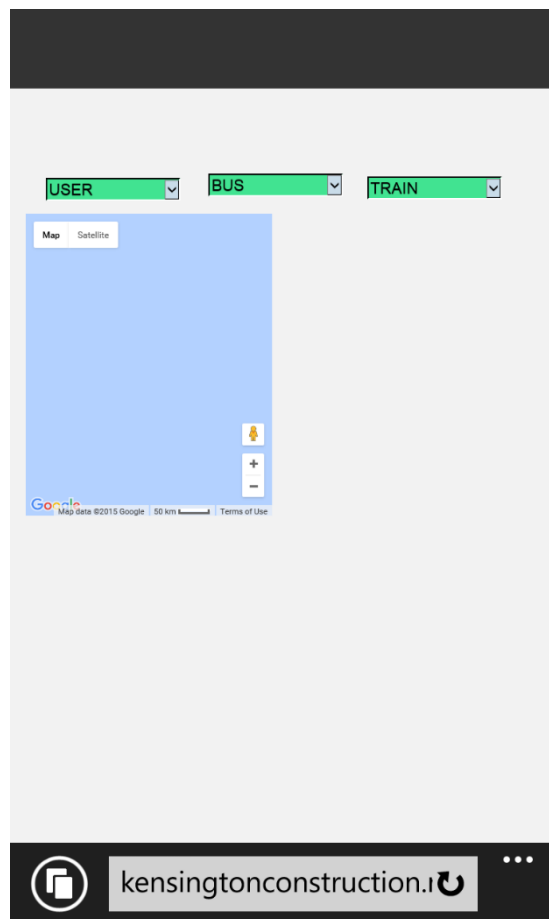 USER
BUS
TRAIN
Map Satellite
+
−
Google
Map data ©2015 Google 50 km Terms of Use
kensingtonconstruction.